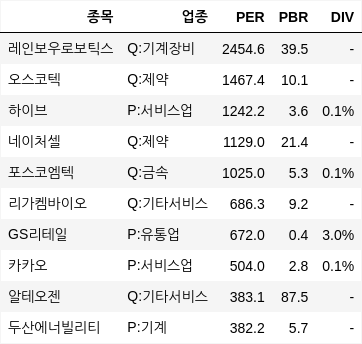 종목 업종 PER PBR DIV
레인보우로보틱스 Q:기계장비 2454.6 39.5 -
오스코텍 Q:제약 1467.4 10.1 -
하이브 P:서비스업 1242.2 3.6 0.1%
네이처셀 Q:제약 1129.0 21.4 -
포스코엠텍 Q:금속 1025.0 5.3 0.1%
리가켐바이오 Q:기타서비스 686.3 9.2 -
GS리테일 P:유통업 672.0 0.4 3.0%
카카오 P:서비스업 504.0 2.8 0.1%
알테오젠 Q:기타서비스 383.1 87.5 -
두산에너빌리티 P:기계 382.2 5.7 -